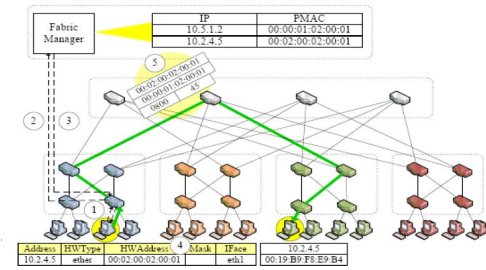 Fabric
Manager
IP PMAC
10.5.1.2 00:00:01:02:00:01
10.2.4.5 00:02:00:02:00:01
5
00:02:00:02:00:01
00:00:01:02:00:01
0800 45
2 3
1
4
Address HWType HWAddress Mask IFace
10.2.4.5 ether 00:02:00:02:00:01 eth1
10.2.4.5
00:19:B9:F8:E9:B4